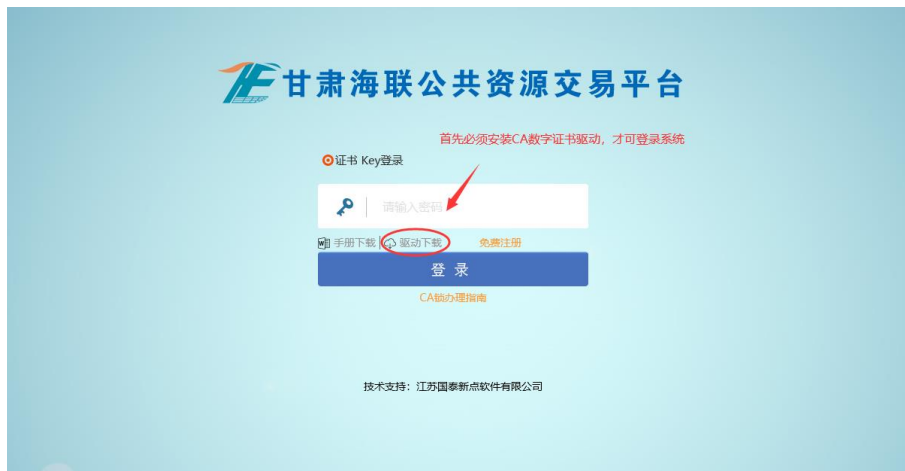 甘肃海联公共资源交易平台
首先必须安装CA数字证书驱动，才可登录系统
证书 Key登录
请输入密码
手册下载 驱动下载 免费注册
登 录
CA锁办理指南
技术支持：江苏国泰新点软件有限公司